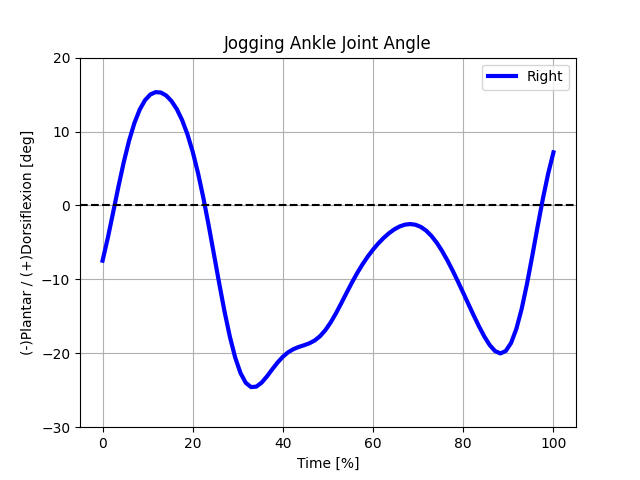 Jogging Ankle Joint Angle
Right
(-)Plantar / (+)Dorsiflexion [deg]
20
10
0
−10
−20
−30
0 20 40 60 80 100
Time [%]